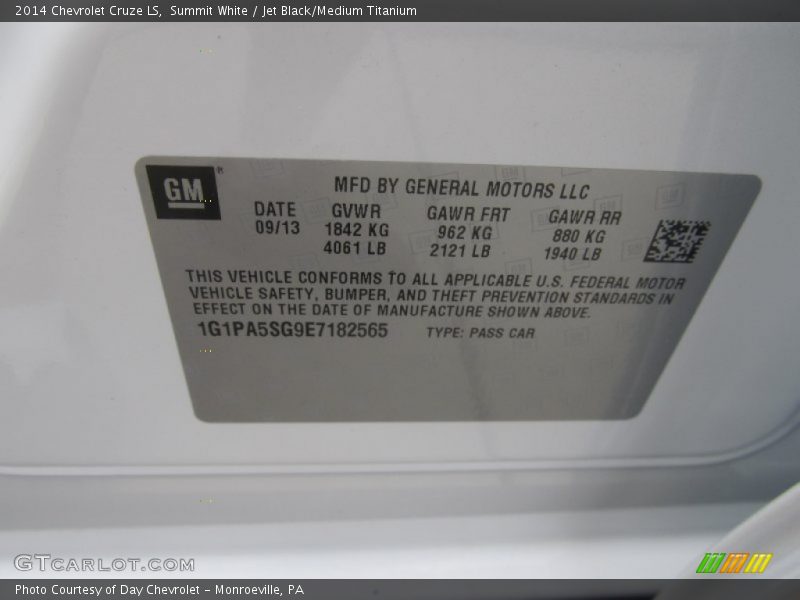 2014 Chevrolet Cruze LS,  Summit White / Jet Black/Medium Titanium
GM®
MFD BY GENERAL MOTORS LLC
DATE GVWR GAWR FRT GAWR RR
09/13 1842 KG 962 KG 880 KG
4061 LB 2121 LB 1940 LB
THIS VEHICLE CONFORMS TO ALL APPLICABLE U.S. FEDERAL MOTOR
VEHICLE SAFETY, BUMPER, AND THEFT PREVENTION STANDARDS IN
EFFECT ON THE DATE OF MANUFACTURE SHOWN ABOVE.
1G1PA5SG9E7182565 TYPE: PASS CAR
GTCARLOT.COM
Photo Courtesy of Day Chevrolet – Monroeville, PA